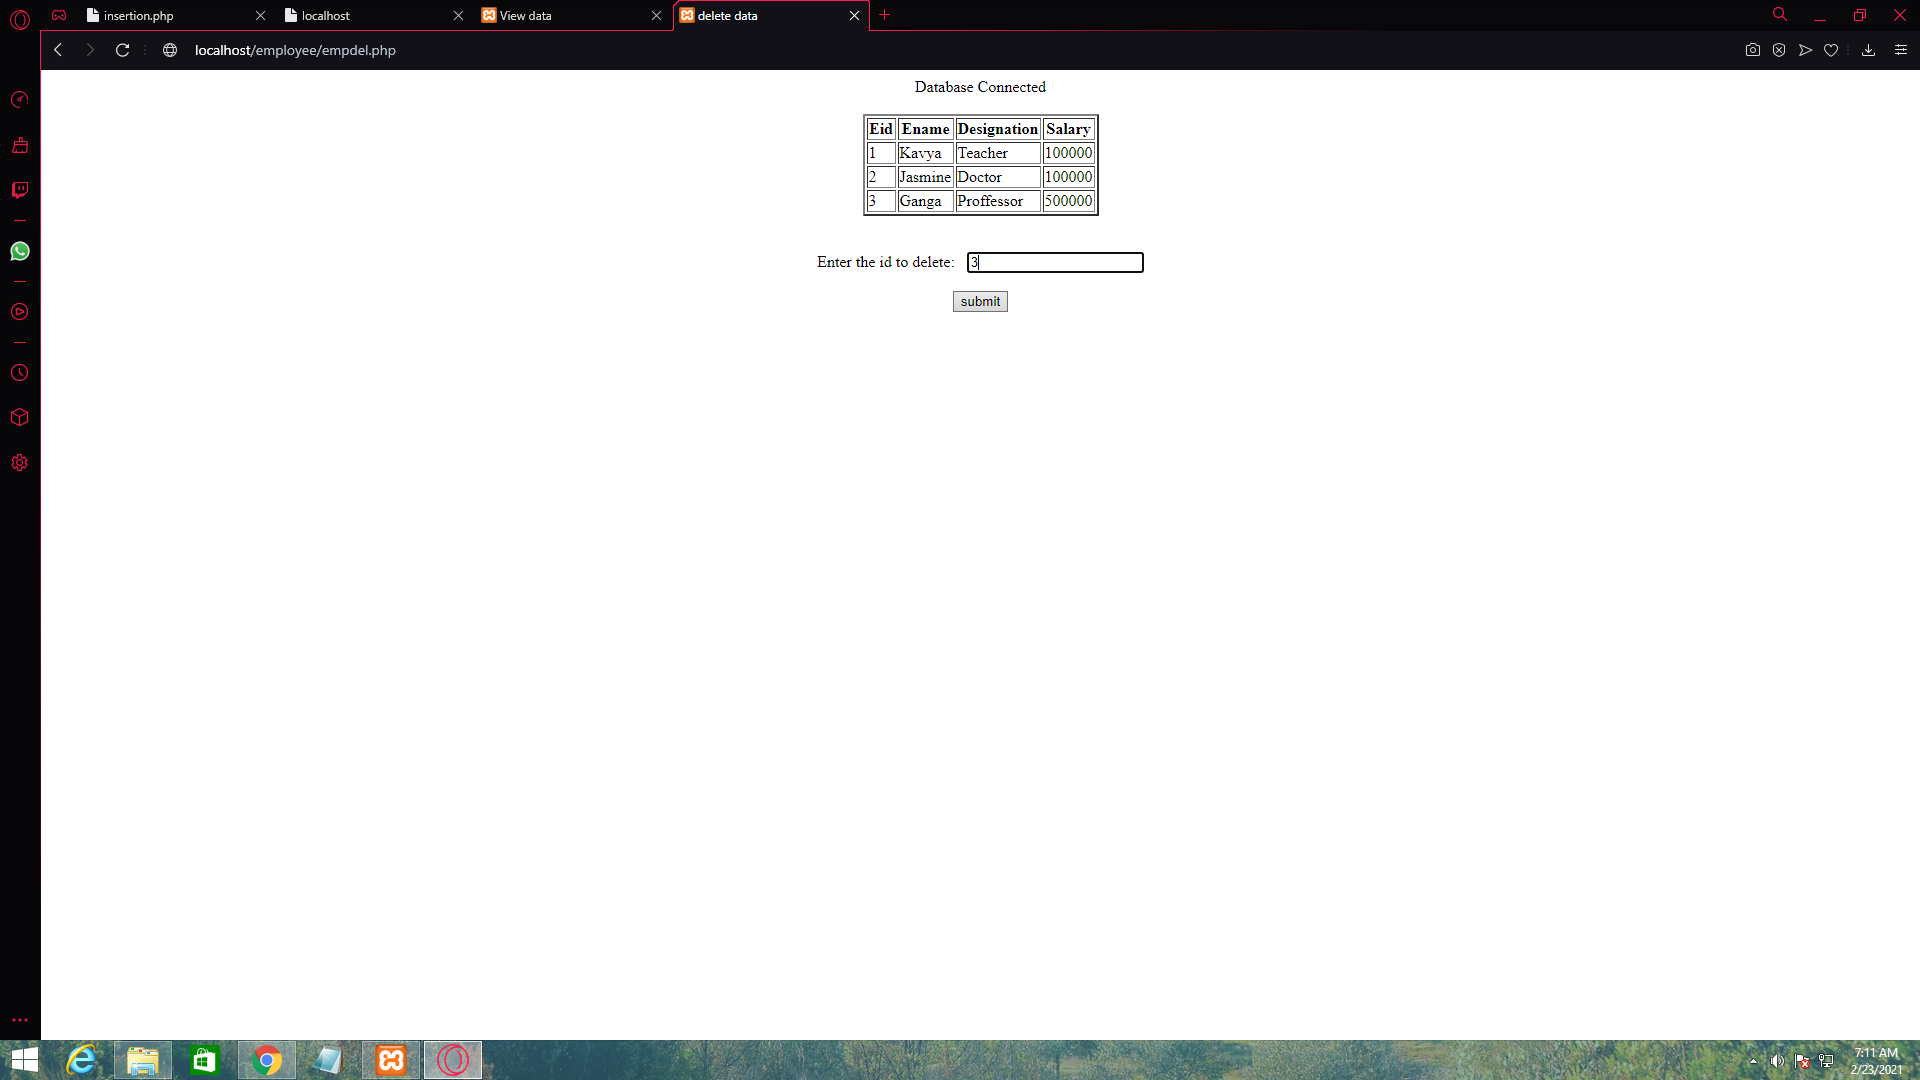 insertion.php
localhost
View data
delete data
localhost/employee/empdel.php
Database Connected
Eid Ename Designation Salary
1 Kavya Teacher 100000
2 Jasmine Doctor 100000
3 Ganga Proffessor 500000
Enter the id to delete: 3
submit
7:11 AM
2/23/2021